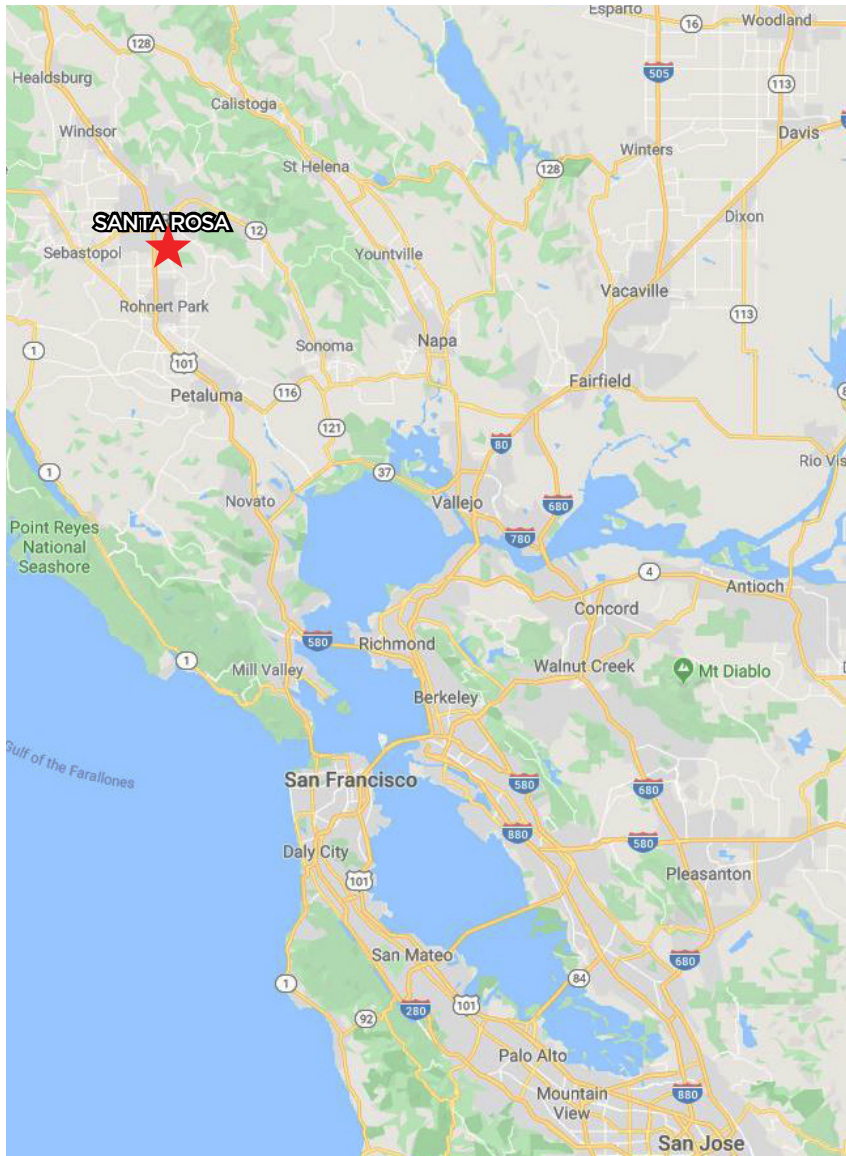 Esparto
16
Woodland
128
505
Healdsburg
113
Calistoga
Windsor
Davis
Winters
St Helena
128
Dixon
SANTA ROSA
12
Sebastopol
Yountville
Vacaville
Rohnert Park
113
Napa
Sonoma
1
101
Fairfield
Petaluma
116
121
80
Rio Vis
1
37
Novato
Vallejo
680
Point Reyes
National
Seashore
780
4
Antioch
Concord
580
Richmond
1
Mill Valley
Walnut Creek
Mt Diablo
Berkeley
Gulf of the Farallones
San Francisco
580
680
880
580
Daly City
Pleasanton
101
San Mateo
680
1
84
101
280
92
Palo Alto
Mountain
View
880
San Jose